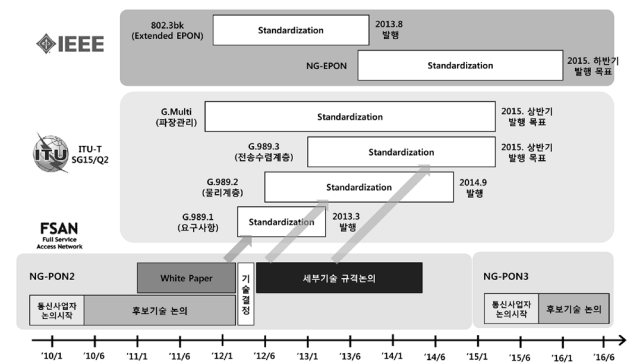 IEEE
802.3bk
(Extended EPON)
Standardization
2013.8
발행
NG-EPON
Standardization
2015. 하반기
발행 목표
ITU
ITU-T
SG15/Q2
G.Multi
(파장관리)
Standardization
2015. 상반기
발행 목표
G.989.3
(전송수렴계층)
Standardization
2015. 상반기
발행 목표
G.989.2
(물리계층)
Standardization
2014.9
발행
G.989.1
(요구사항)
Standardization
2013.3
발행
FSAN
Full Service
Access Network
NG-PON2
White Paper
기술결정
세부기술 규격논의
통신사업자
논의시작
후보기술 논의
NG-PON3
통신사업자
논의시작
후보기술 논의
'10/1 '10/6 '11/1 '11/6 '12/1 '12/6 '13/1 '13/6 '14/1 '14/6 '15/1 '15/6 '16/1 '16/6